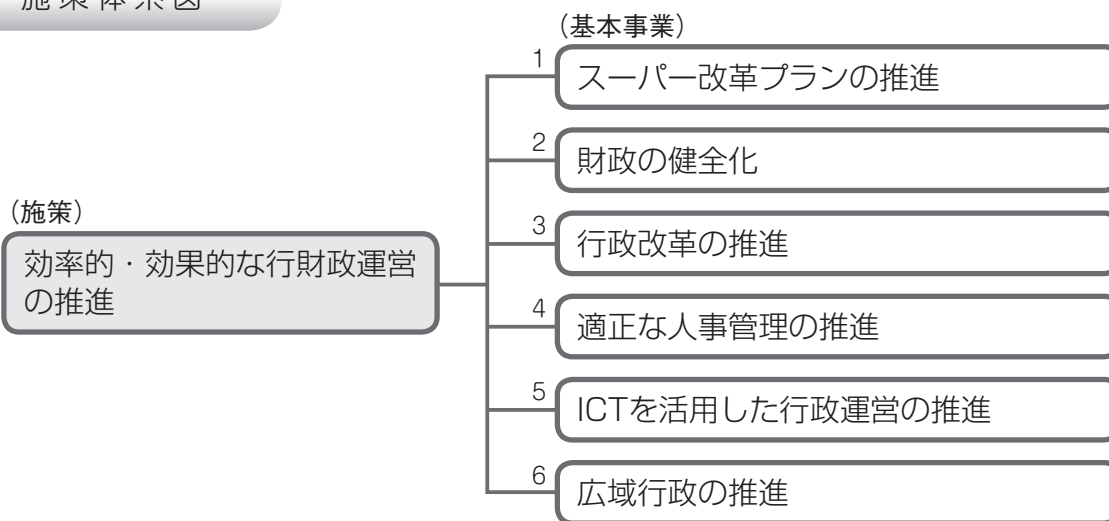 施策体系図
（基本事業）
1 スーパー改革プランの推進
2 財政の健全化
3 行政改革の推進
（施策）
効率的・効果的な行財政運営
の推進
4 適正な人事管理の推進
5 ICTを活用した行政運営の推進
6 広域行政の推進